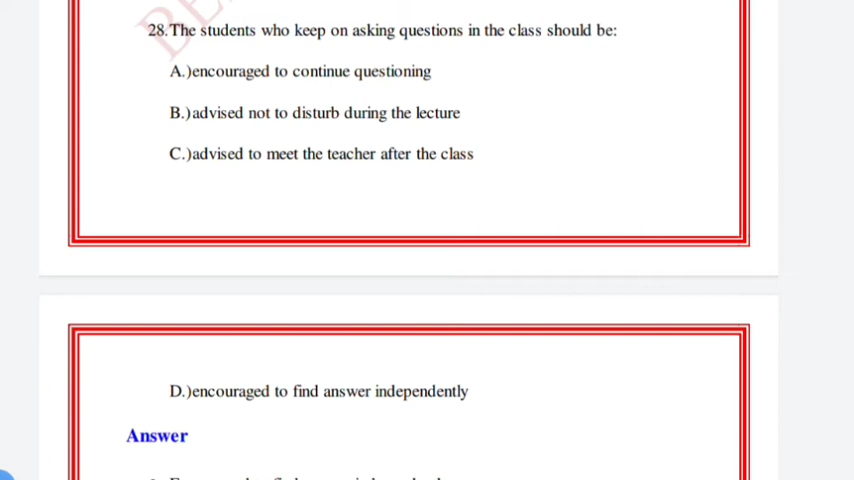 28.The students who keep on asking questions in the class should be:
A.)encouraged to continue questioning
B.)advised not to disturb during the lecture
C.)advised to meet the teacher after the class
D.)encouraged to find answer independently
Answer